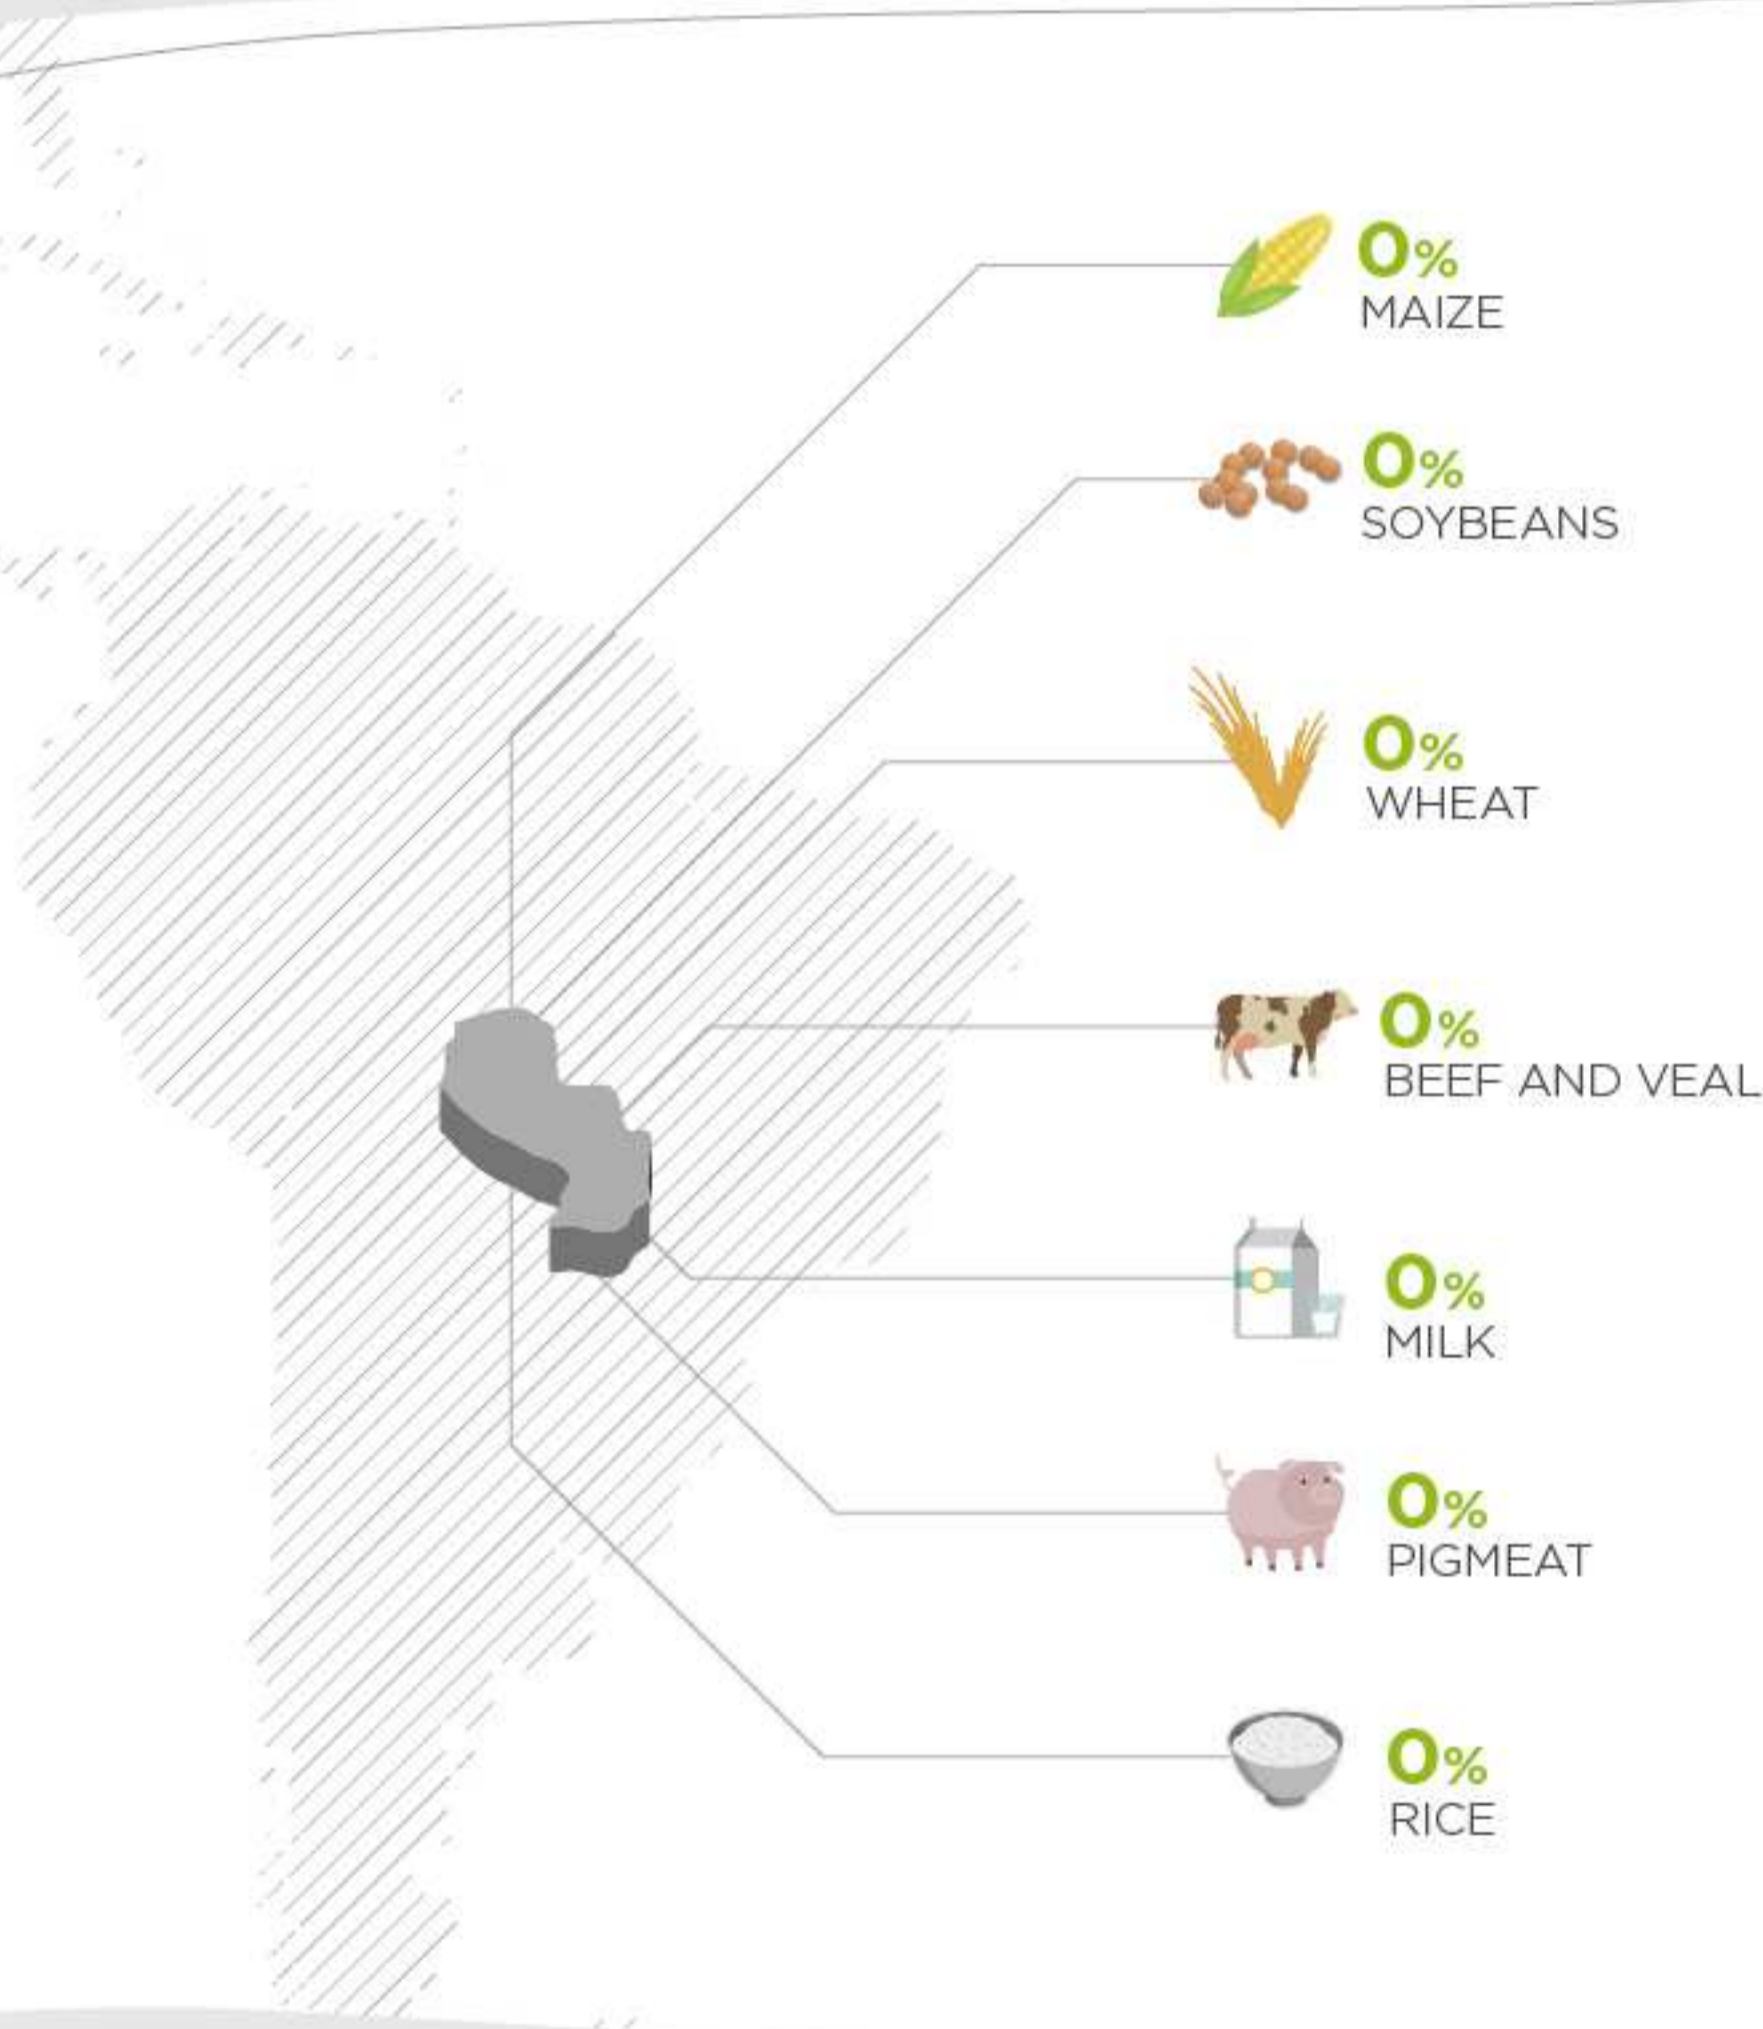 0%
MAIZE
0%
SOYBEANS
0%
WHEAT
0%
BEEF AND VEAL
0%
MILK
0%
PIGMEAT
0%
RICE